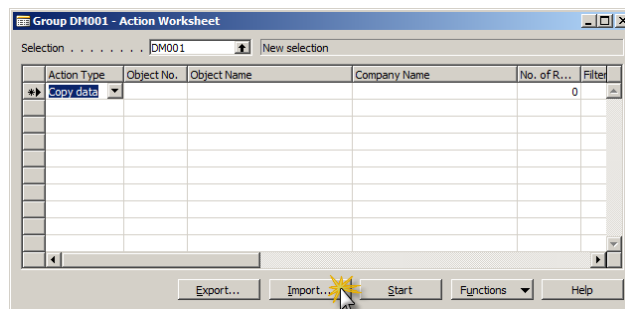 Group DM001 - Action Worksheet
Selection . . . . . . . . DM001 New selection
Action Type Object No. Object Name Company Name No. of R... Filter
Copy data 0
Export... Import... Start Functions Help